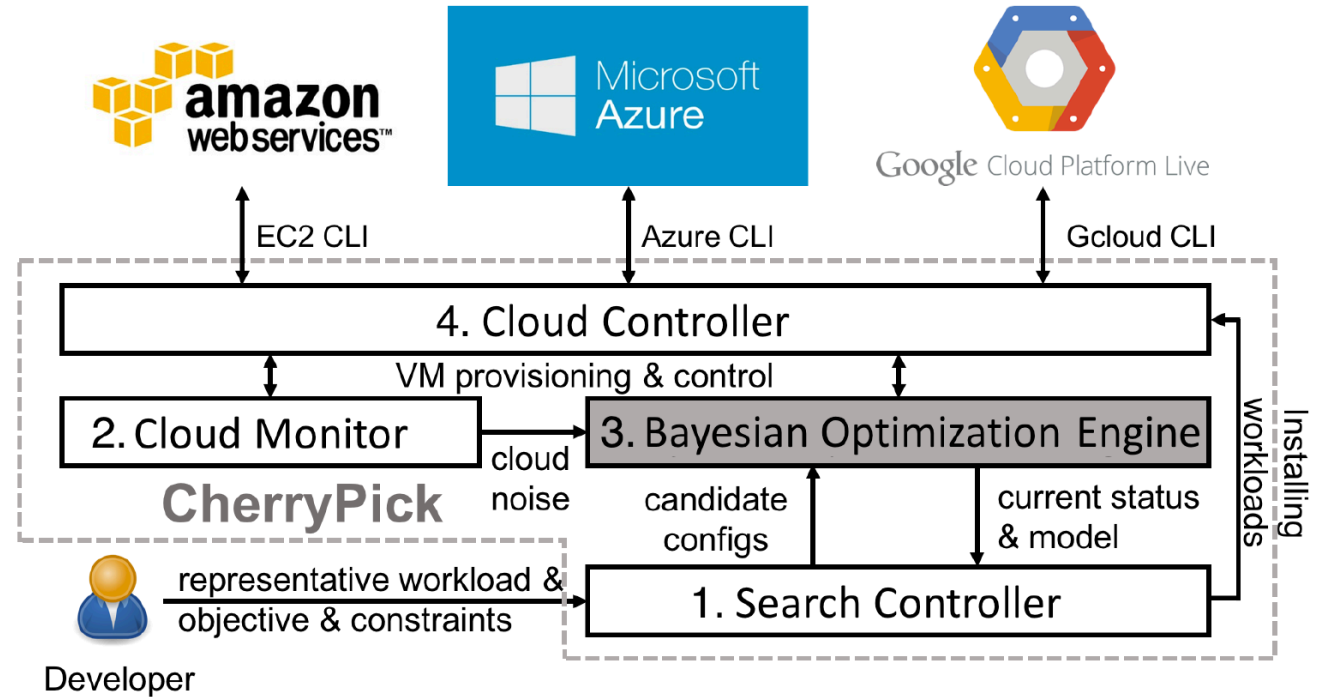 amazon
webservices™
Microsoft
Azure
Google Cloud Platform Live
EC2 CLI
Azure CLI
Gcloud CLI
4. Cloud Controller
VM provisioning & control
2. Cloud Monitor
3. Bayesian Optimization Engine
cloud
noise
CherryPick
candidate
configs
current status
& model
Installing
workloads
representative workload &
objective & constraints
1. Search Controller
Developer